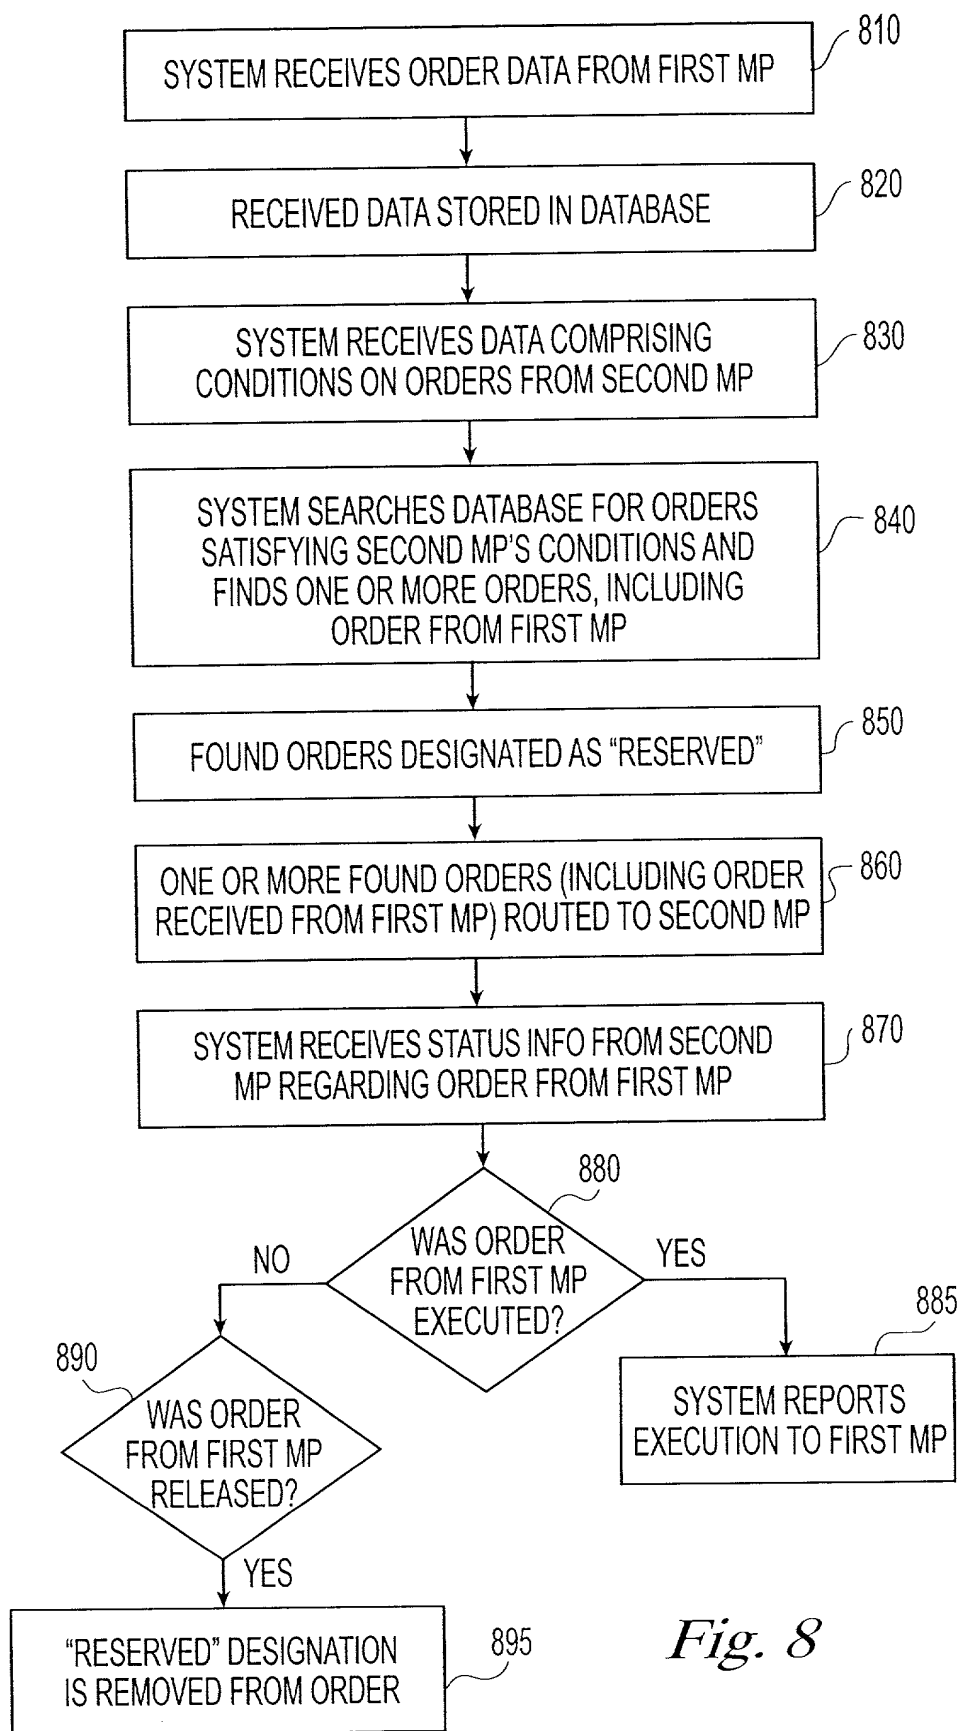 810
SYSTEM RECEIVES ORDER DATA FROM FIRST MP
820
RECEIVED DATA STORED IN DATABASE
830
SYSTEM RECEIVES DATA COMPRISING
CONDITIONS ON ORDERS FROM SECOND MP
840
SYSTEM SEARCHES DATABASE FOR ORDERS
SATISFYING SECOND MP'S CONDITIONS AND
FINDS ONE OR MORE ORDERS, INCLUDING
ORDER FROM FIRST MP
850
FOUND ORDERS DESIGNATED AS “RESERVED”
860
ONE OR MORE FOUND ORDERS (INCLUDING ORDER
RECEIVED FROM FIRST MP) ROUTED TO SECOND MP
870
SYSTEM RECEIVES STATUS INFO FROM SECOND
MP REGARDING ORDER FROM FIRST MP
880
WAS ORDER
FROM FIRST MP
EXECUTED?
NO
YES
885
SYSTEM REPORTS
EXECUTION TO FIRST MP
890
WAS ORDER
FROM FIRST MP
RELEASED?
YES
895
“RESERVED” DESIGNATION
IS REMOVED FROM ORDER
Fig. 8